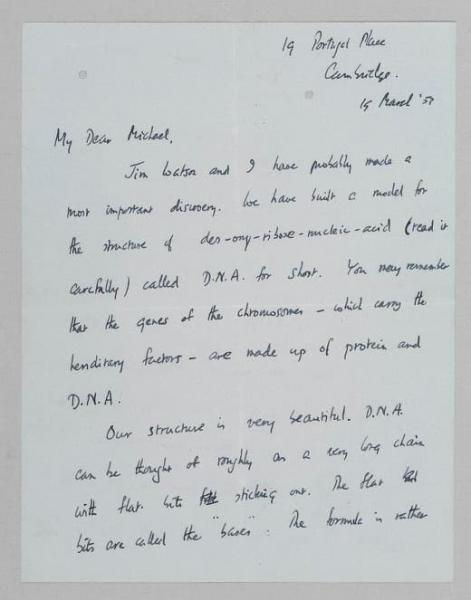 19 Portugal Place
Cambridge.
19 March '53
My Dear Michael,
Jim Watson and I have probably made a
most important discovery. We have built a model for
the structure of des-oxy-ribose-nucleic-acid (read it
carefully) called D.N.A. for short. You may remember
that the genes of the chromosomes – which carry the
hereditary factors – are made up of protein and
D.N.A.
Our structure is very beautiful. D.N.A.
can be thought of roughly as a very long chain
with flat bits sticking out. The flat
bits are called the "bases". The formula is rather